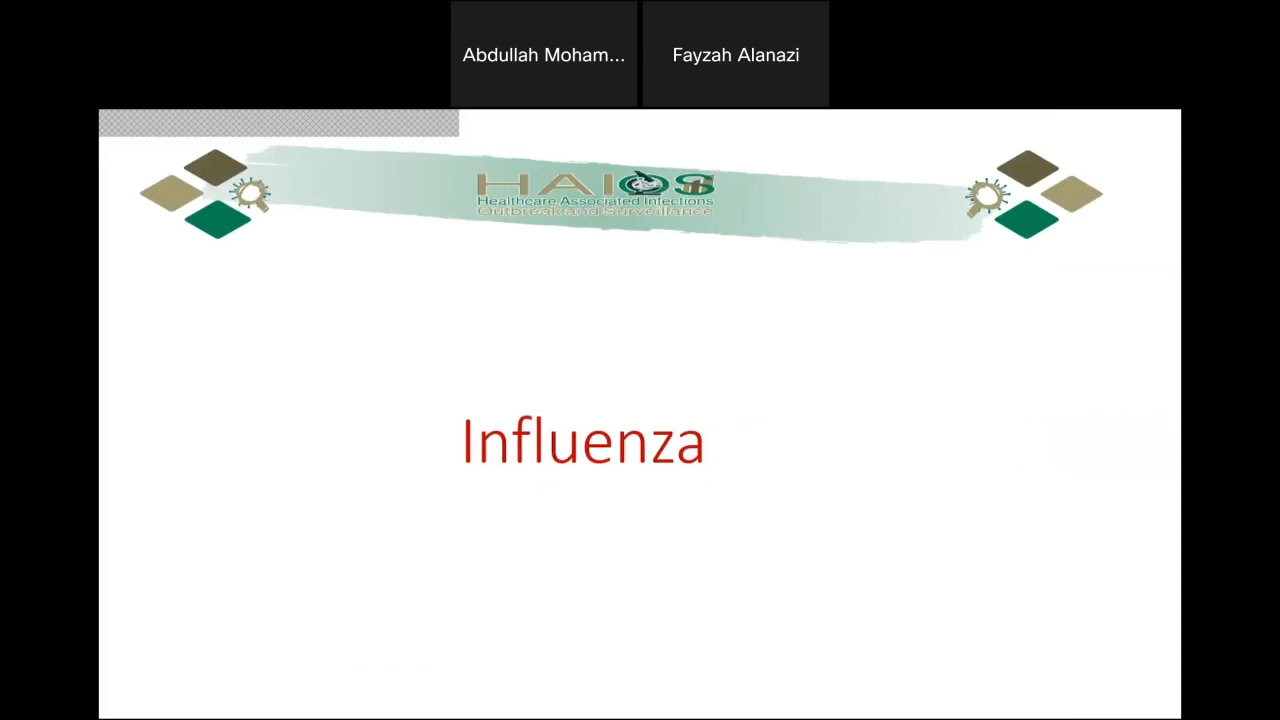 Abdullah Moham...
Fayzah Alanazi
HAIOS
Healthcare Associated Infections
Outbreak and Surveillance
Influenza